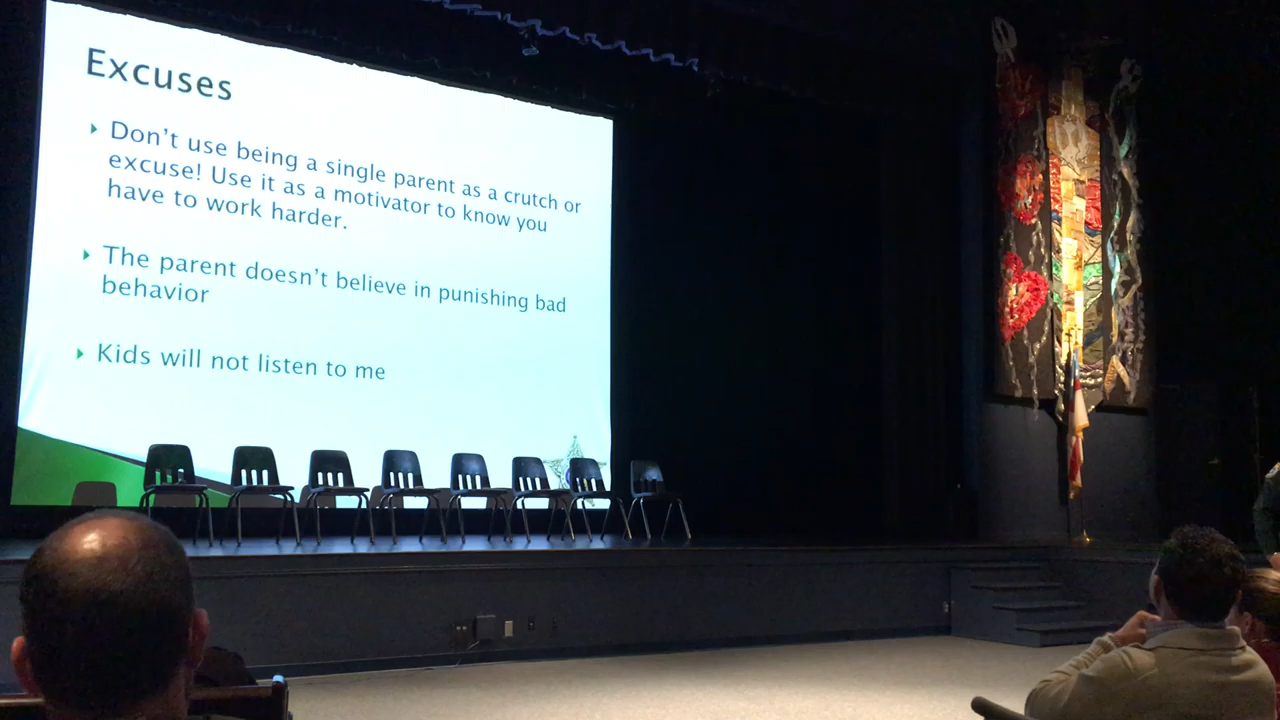 Excuses
Don't use being a single parent as a crutch or
excuse! Use it as a motivator to know you
have to work harder.
The parent doesn't believe in punishing bad
behavior
Kids will not listen to me